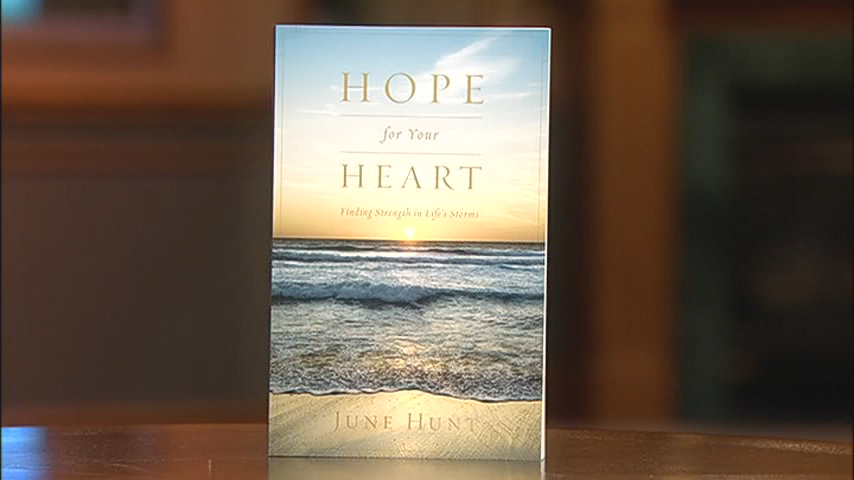 HOPE
for Your
HEART
Finding Strength in Life's Storms
JUNE HUNT